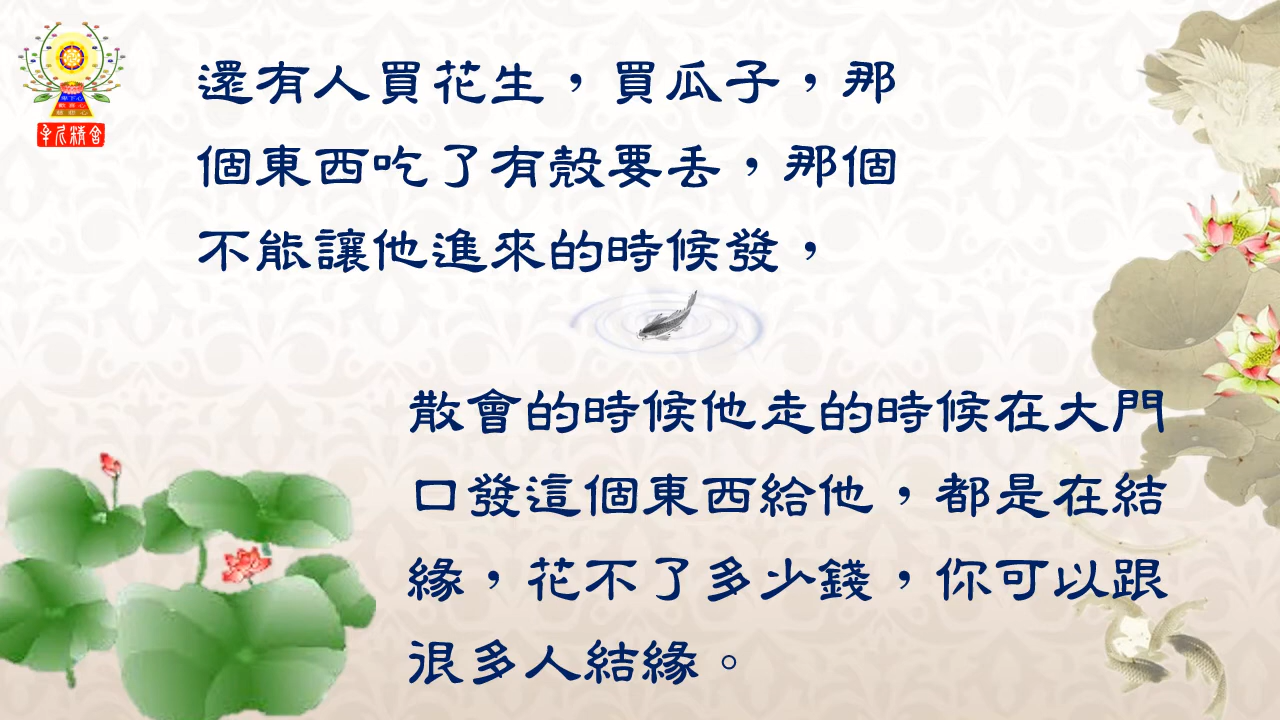 還有人買花生，買瓜子，那
個東西吃了有殼要丟，那個
不能讓他進來的時候發，
散會的時候他走的時候在大門
口發這個東西給他，都是在結
緣，花不了多少錢，你可以跟
很多人結緣。